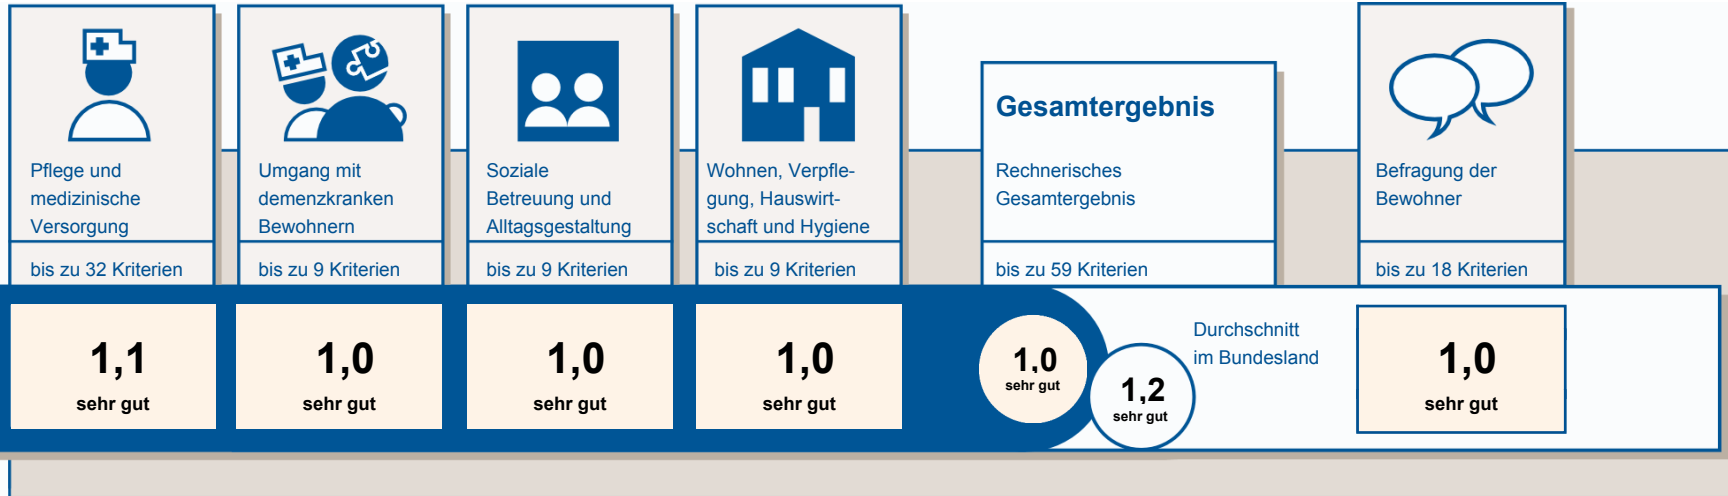 Pflege und
medizinische
Versorgung
bis zu 32 Kriterien
1,1
sehr gut
Umgang mit
demenzkranken
Bewohnern
bis zu 9 Kriterien
1,0
sehr gut
Soziale
Betreuung und
Alltagsgestaltung
bis zu 9 Kriterien
1,0
sehr gut
Wohnen, Verpfle-
gung, Hauswirt-
schaft und Hygiene
bis zu 9 Kriterien
1,0
sehr gut
Gesamtergebnis
Rechnerisches
Gesamtergebnis
bis zu 59 Kriterien
1,0
sehr gut
1,2
sehr gut
Durchschnitt
im Bundesland
Befragung der
Bewohner
bis zu 18 Kriterien
1,0
sehr gut